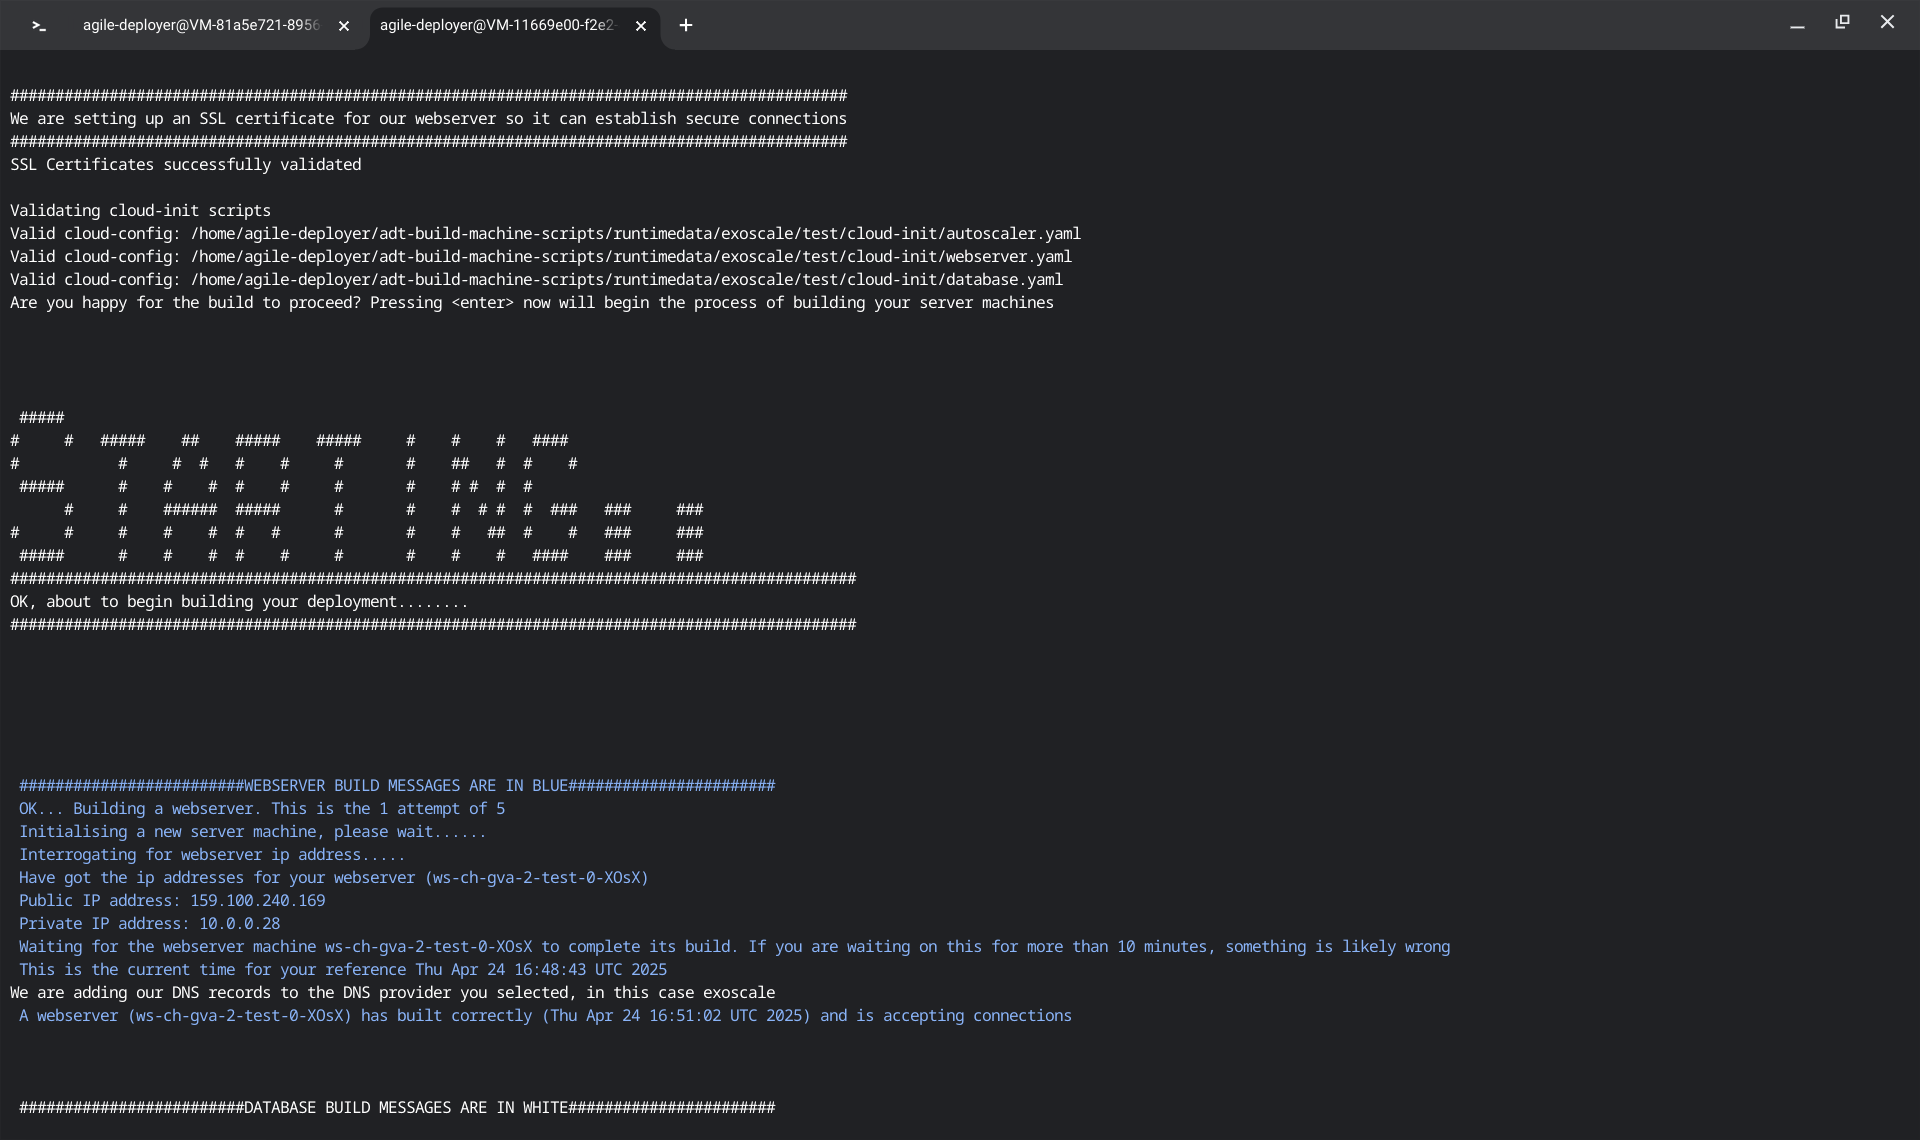 agile-deployer@VM-81a5e721-8956
agile-deployer@VM-11669e00-f2e2-
############################################################################################# 
We are setting up an SSL certificate for our webserver so it can establish secure connections
#############################################################################################
SSL Certificates successfully validated
Validating cloud-init scripts
Valid cloud-config: /home/agile-deployer/adt-build-machine-scripts/runtimedata/exoscale/test/cloud-init/autoscaler.yaml
Valid cloud-config: /home/agile-deployer/adt-build-machine-scripts/runtimedata/exoscale/test/cloud-init/webserver.yaml
Valid cloud-config: /home/agile-deployer/adt-build-machine-scripts/runtimedata/exoscale/test/cloud-init/database.yaml
Are you happy for the build to proceed? Pressing <enter> now will begin the process of building your server machines
STARTING..
##############################################################################################
OK, about to begin building your deployment........
##############################################################################################
#########################WEBSERVER BUILD MESSAGES ARE IN BLUE#######################
OK... Building a webserver. This is the 1 attempt of 5
Initialising a new server machine, please wait......
Interrogating for webserver ip address.....
Have got the ip addresses for your webserver (ws-ch-gva-2-test-0-XOsX)
Public IP address: 159.100.240.169
Private IP address: 10.0.0.28
Waiting for the webserver machine ws-ch-gva-2-test-0-XOsX to complete its build. If you are waiting on this for more than 10 minutes, something is likely wrong
This is the current time for your reference Thu Apr 24 16:48:43 UTC 2025
We are adding our DNS records to the DNS provider you selected, in this case exoscale
A webserver (ws-ch-gva-2-test-0-XOsX) has built correctly (Thu Apr 24 16:51:02 UTC 2025) and is accepting connections
#########################DATABASE BUILD MESSAGES ARE IN WHITE#######################